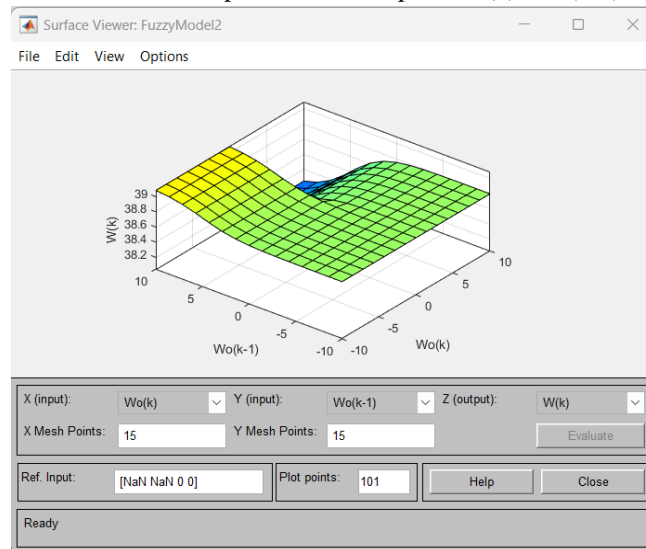 Surface Viewer: FuzzyModel2
File Edit View Options
39
38.8
38.6
38.4
38.2
W(k)
10
5
0
-5
-10
Wo(k-1)
-10
-5
0
5
10
Wo(k)
X (input): Wo(k) Y (input): Wo(k-1) Z (output): W(k)
X Mesh Points: 15 Y Mesh Points: 15 Evaluate
Ref. Input: [NaN NaN 0 0] Plot points: 101 Help Close
Ready